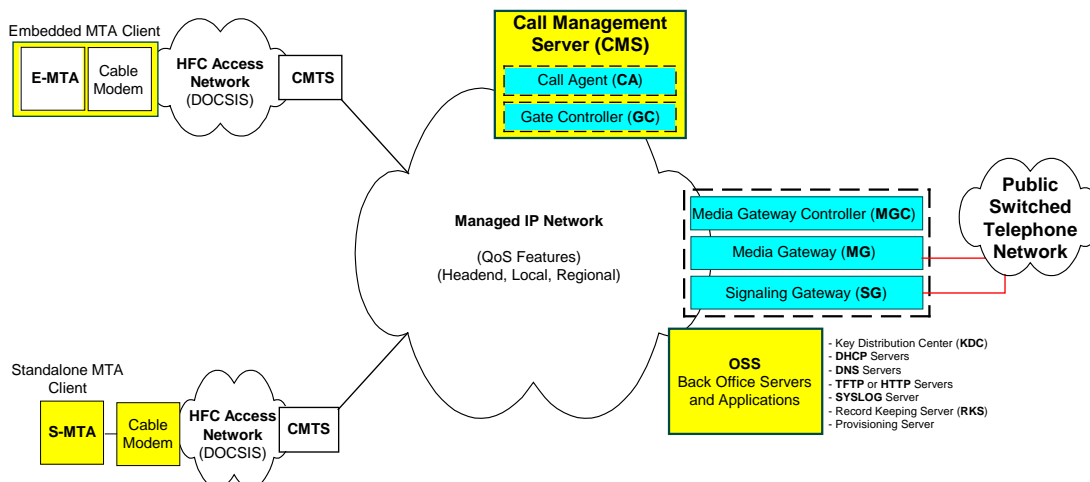 Embedded MTA Client
E-MTA
Cable
Modem
HFC Access
Network
(DOCSIS)
CMTS
Call Management
Server (CMS)
Call Agent (CA)
Gate Controller (GC)
Managed IP Network
(QoS Features)
(Headend, Local, Regional)
Media Gateway Controller (MGC)
Media Gateway (MG)
Signaling Gateway (SG)
Public
Switched
Telephone
Network
Standalone MTA
Client
S-MTA
Cable
Modem
HFC Access
Network
(DOCSIS)
CMTS
OSS
Back Office Servers
and Applications
- Key Distribution Center (KDC)
- DHCP Servers
- DNS Servers
- TFTP or HTTP Servers
- SYSLOG Server
- Record Keeping Server (RKS)
- Provisioning Server